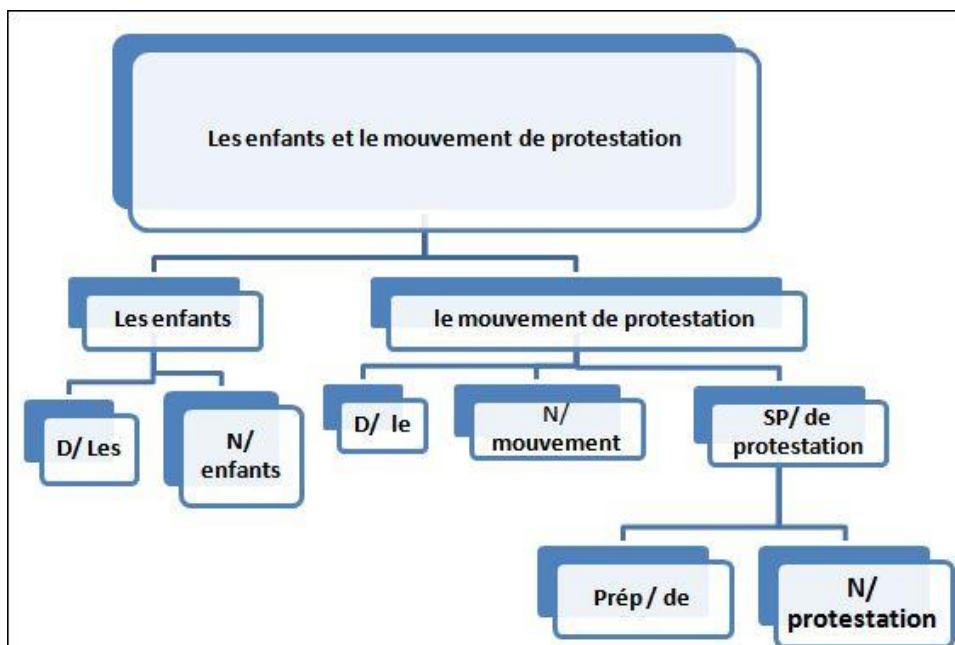 Les enfants et le mouvement de protestation
Les enfants
le mouvement de protestation
D/ Les
N/
enfants
D/ le
N/
mouvement
SP/ de
protestation
Prép / de
N/
protestation